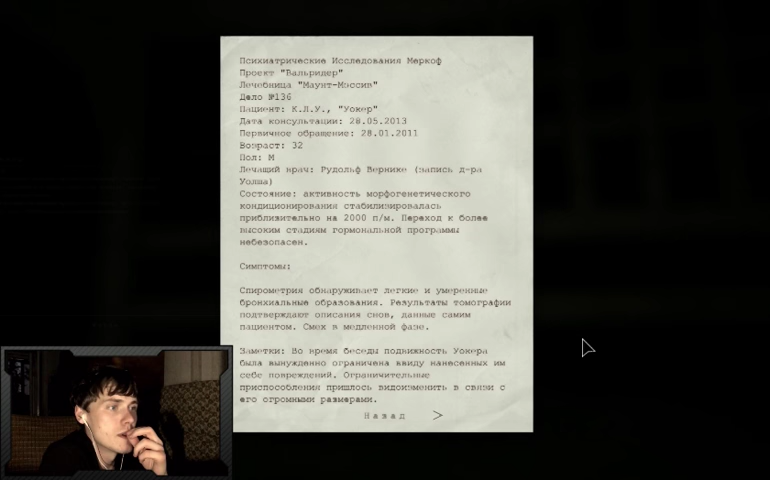 Психиатрические Исследования Меркоф
Проект "Вальридер"
Лечебница "Маунт-Мэссив"
Дело №136
Пациент: К.Л.У., "Уокер"
Дата консультации: 28.05.2013
Первичное обращение: 28.01.2011
Возраст: 32
Пол: М
Лечащий врач: Рудольф Вернике (запись д-ра
Уолша)
Состояние: активность морфогенетического
кондиционирования стабилизировалась
приблизительно на 2000 п/м. Переход к более
высоким стадиям гормональной программы
небезопасен.
Симптомы:
Спирометрия обнаруживает легкие и умеренные
бронхиальные образования. Результаты томографии
подтверждают описания снов, данные самим
пациентом. Смех в медленной фазе.
Заметки: Во время беседы подвижность Уокера
была вынужденно ограничена ввиду нанесенных им
себе повреждений. Ограничительные
приспособления пришлось видоизменить в связи с
его огромными размерами.
Назад >